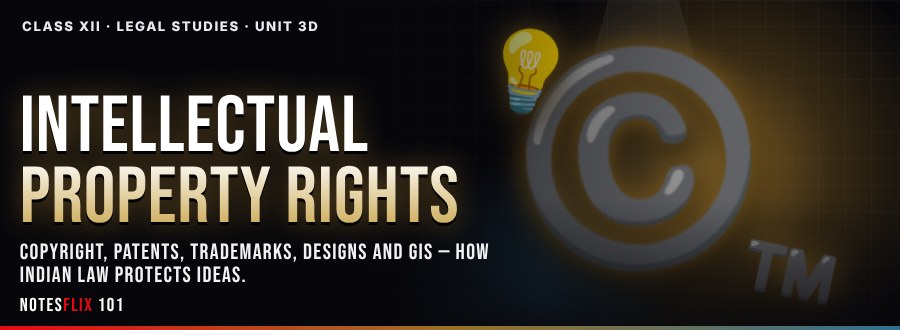 CLASS XII · LEGAL STUDIES · UNIT 3D
INTELLECTUAL
PROPERTY RIGHTS
COPYRIGHT, PATENTS, TRADEMARKS, DESIGNS AND GIS – HOW
INDIAN LAW PROTECTS IDEAS.
NOTESFLIX 101
©
TM